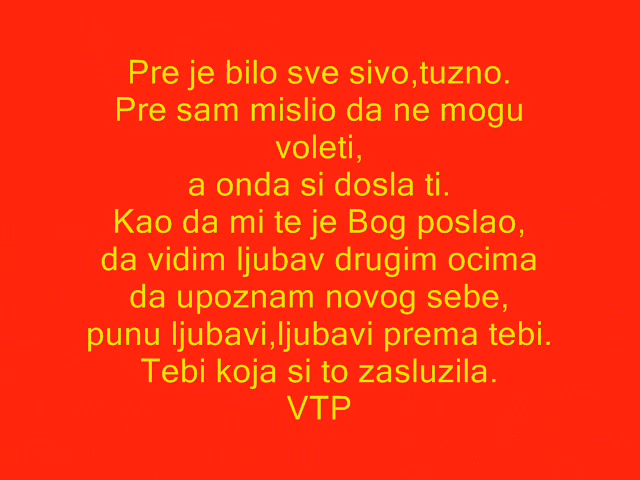 Pre je bilo sve sivo,tuzno.
Pre sam mislio da ne mogu
voleti,
a onda si dosla ti.
Kao da mi te je Bog poslao,
da vidim ljubav drugim ocima
da upoznam novog sebe,
punu ljubavi,ljubavi prema tebi.
Tebi koja si to zasluzila.
VTP